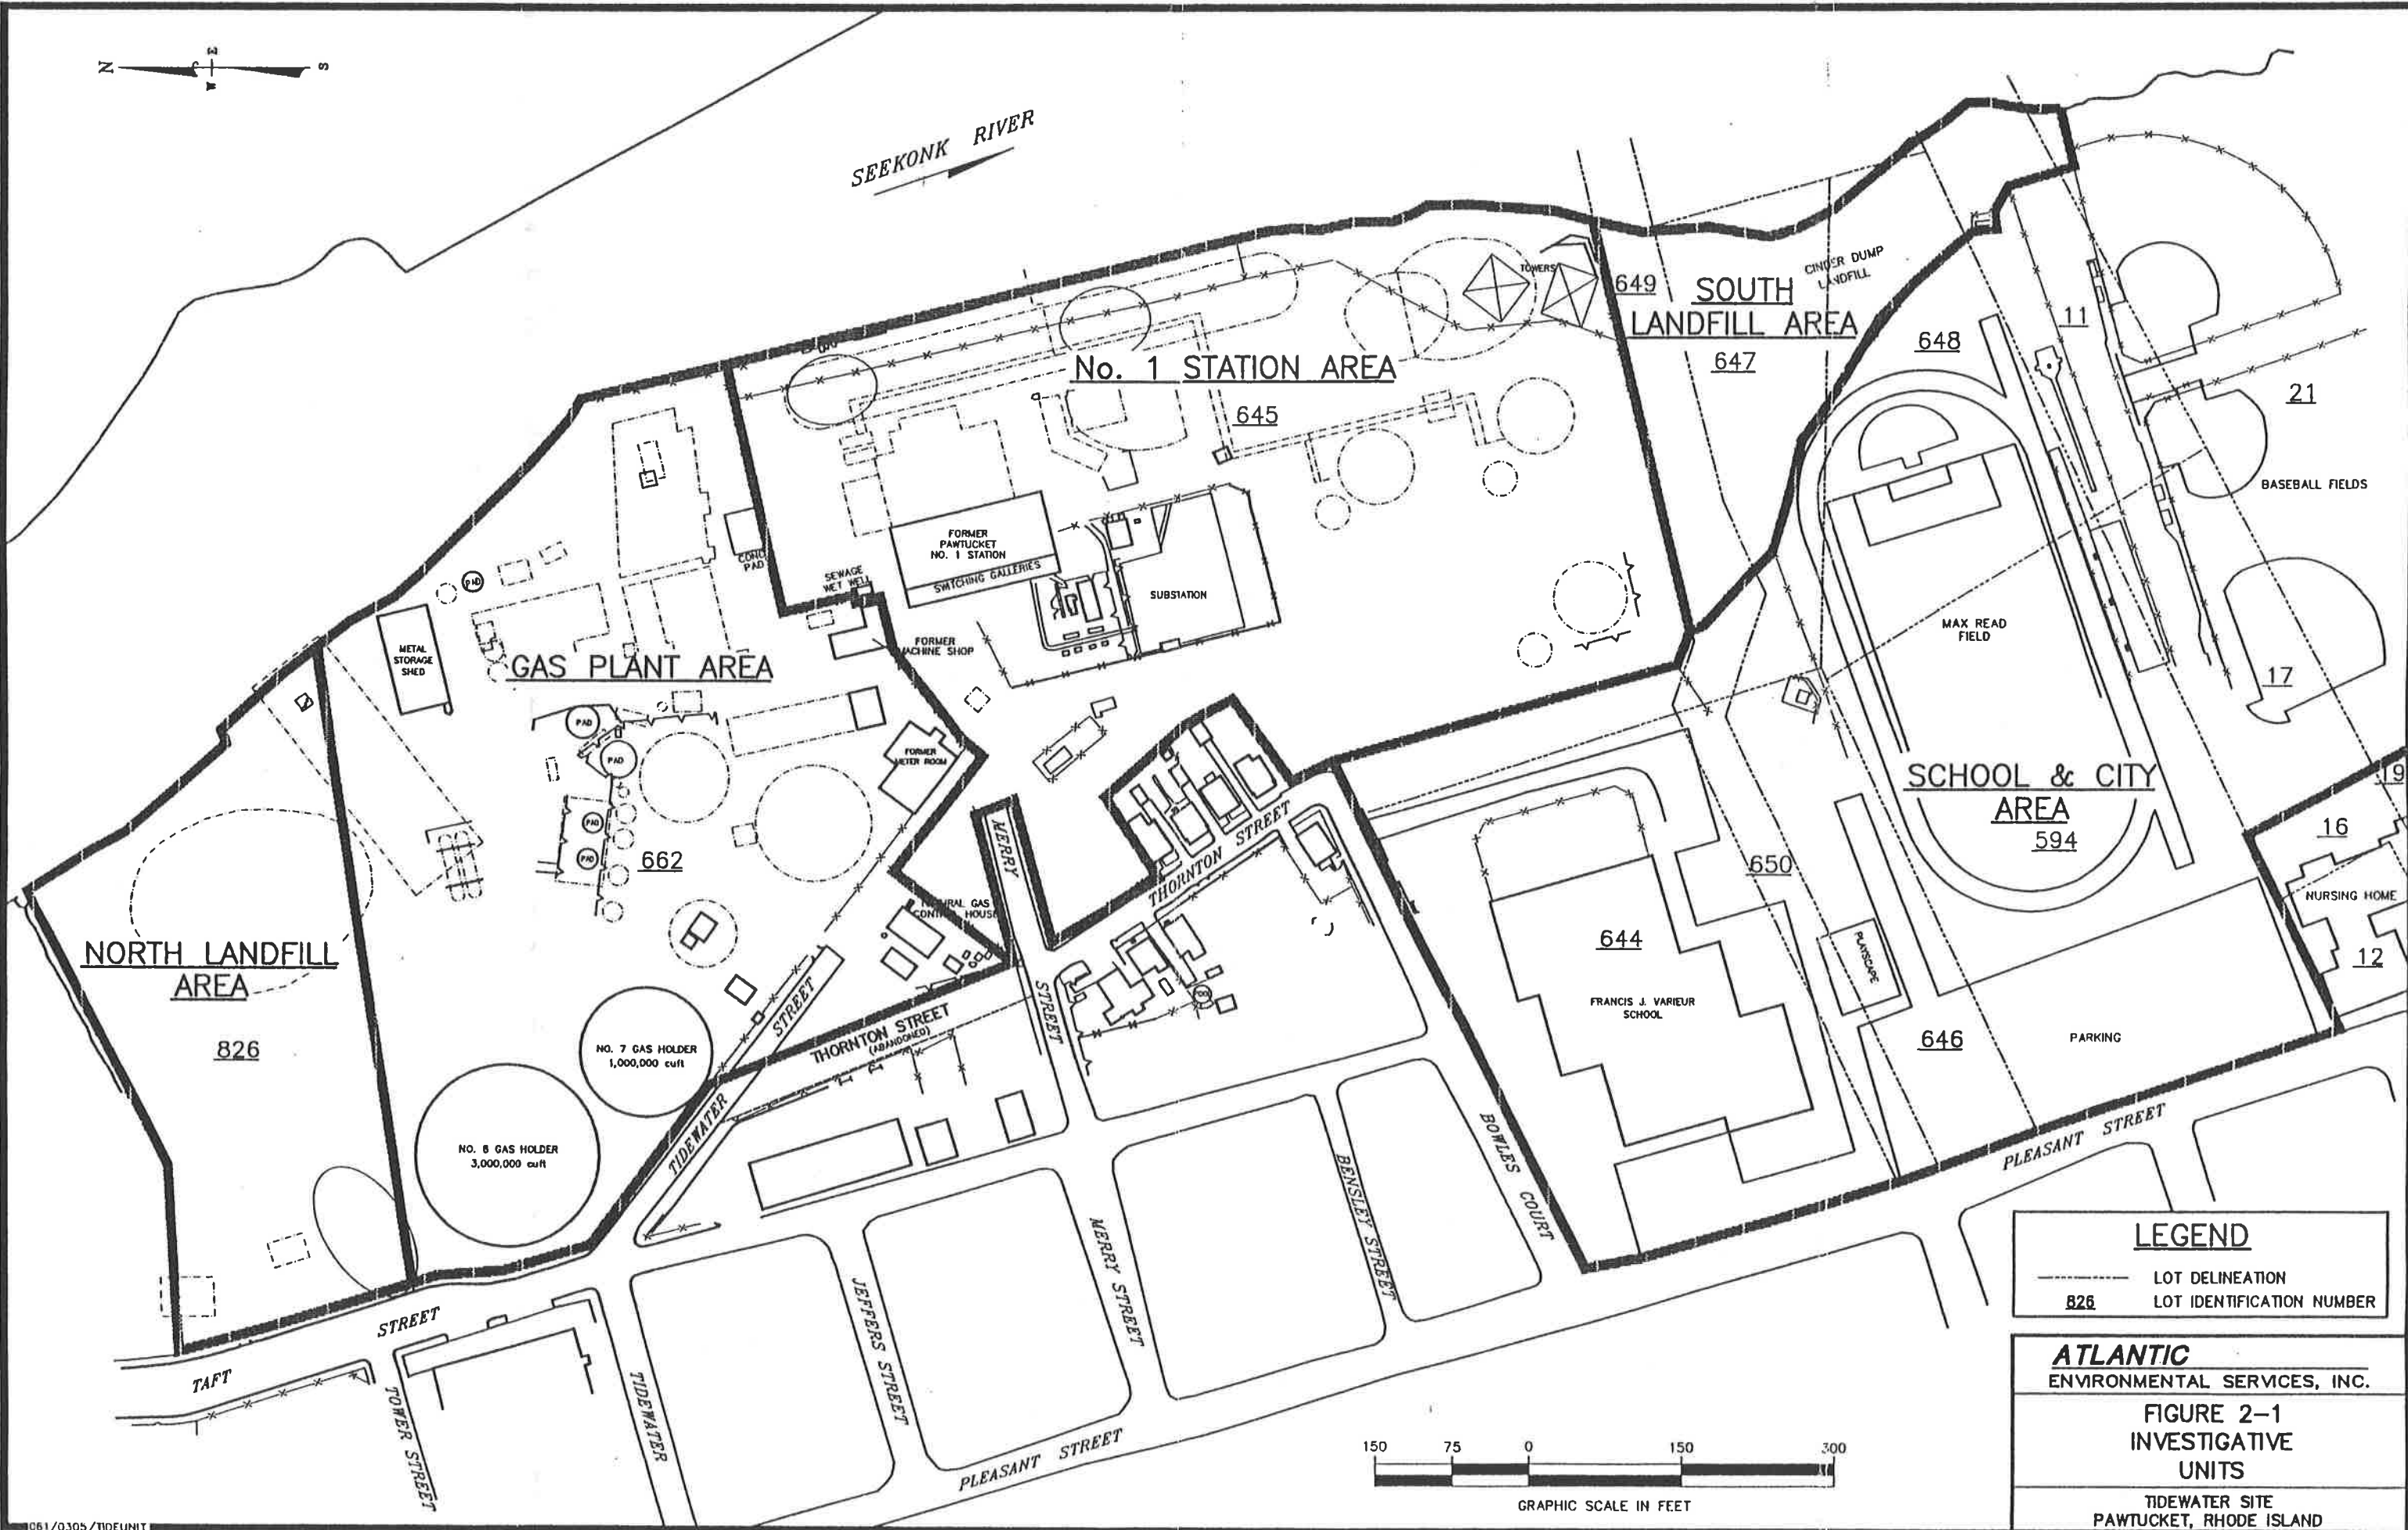 N
E
W
S
SEEKONK RIVER
TOWERS
649
SOUTH
LANDFILL AREA
647
CINDER DUMP
LANDFILL
648
11
21
BASEBALL FIELDS
No. 1 STATION AREA
645
FORMER
PAWTUCKET
NO. 1 STATION
SWITCHING GALLERIES
SUBSTATION
CONC
PAD
SEWAGE
WET WELL
FORMER
MACHINE SHOP
PAD
METAL
STORAGE
SHED
GAS PLANT AREA
PAD
PAD
PAD
PAD
662
FORMER
METER ROOM
NATURAL GAS
CONTROL HOUSE
MERRY
STREET
THORNTON STREET
POOL
MAX READ
FIELD
17
SCHOOL & CITY
AREA
594
19
16
NURSING HOME
12
650
644
FRANCIS J. VARIEUR
SCHOOL
PLAYSCAPE
646
PARKING
NORTH LANDFILL
AREA
826
NO. 7 GAS HOLDER
1,000,000 cuft
NO. 6 GAS HOLDER
3,000,000 cuft
TIDEWATER STREET
THORNTON STREET
(ABANDONED)
TAFT STREET
TOWER STREET
TIDEWATER
JEFFERS STREET
MERRY STREET
BENSLEY STREET
BOWLES COURT
PLEASANT STREET
PLEASANT STREET
150 75 0 150 300
GRAPHIC SCALE IN FEET
LEGEND
LOT DELINEATION
826 LOT IDENTIFICATION NUMBER
ATLANTIC
ENVIRONMENTAL SERVICES, INC.
FIGURE 2-1
INVESTIGATIVE
UNITS
TIDEWATER SITE
PAWTUCKET, RHODE ISLAND